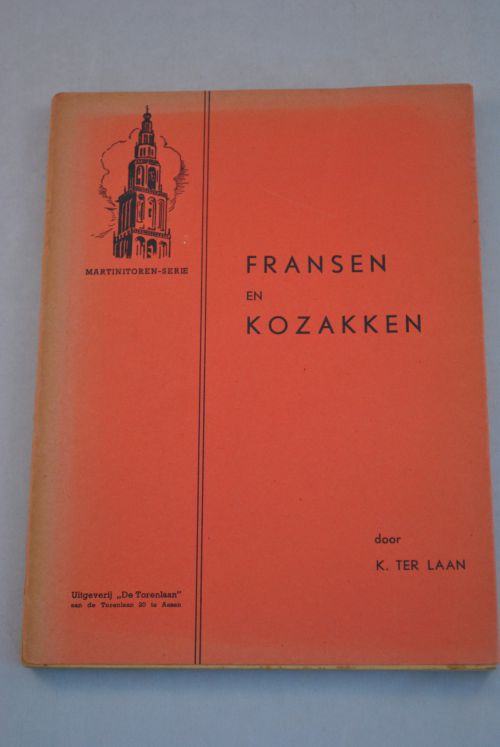 MARTINITOREN-SERIE
FRANSEN
EN
KOZAKKEN
door
K. TER LAAN
Uitgeverij „De Torenlaan”
aan de Torenlaan 20 te Assen